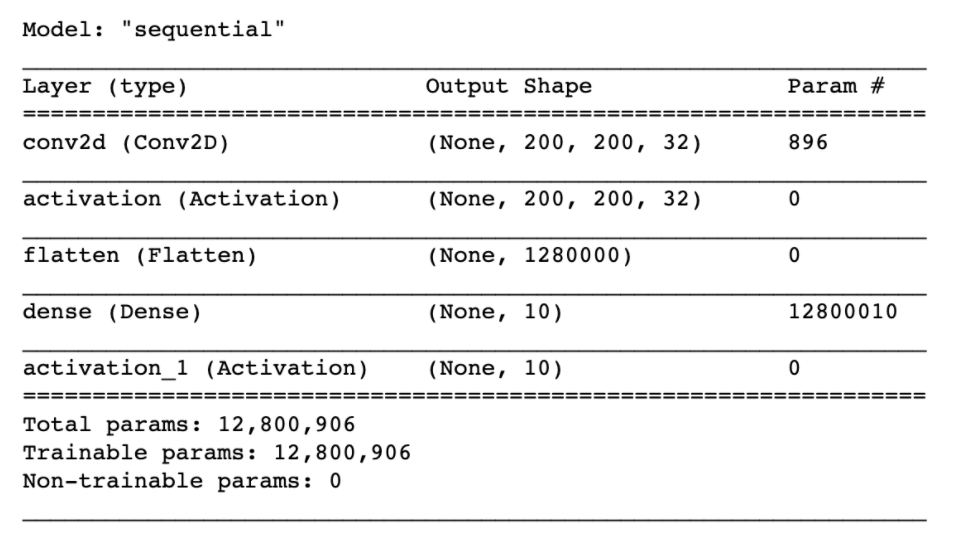 Model: "sequential"
Layer (type) Output Shape Param #
=================================================================
conv2d (Conv2D) (None, 200, 200, 32) 896
activation (Activation) (None, 200, 200, 32) 0
flatten (Flatten) (None, 1280000) 0
dense (Dense) (None, 10) 12800010
activation_1 (Activation) (None, 10) 0
=================================================================
Total params: 12,800,906
Trainable params: 12,800,906
Non-trainable params: 0